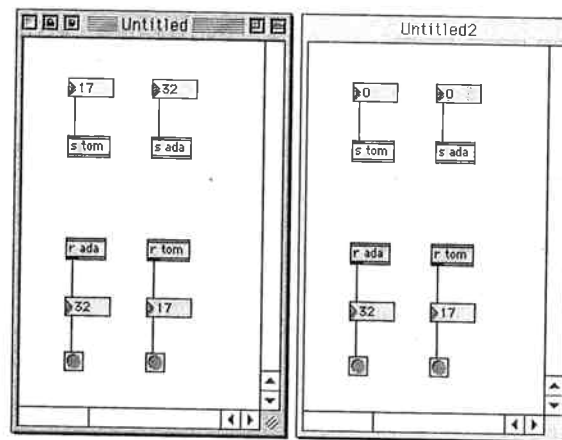 Untitled
17 32
s tom s ada
r ada r tom
32 17
Untitled2
0 0
s tom s ada
r ada r tom
32 17